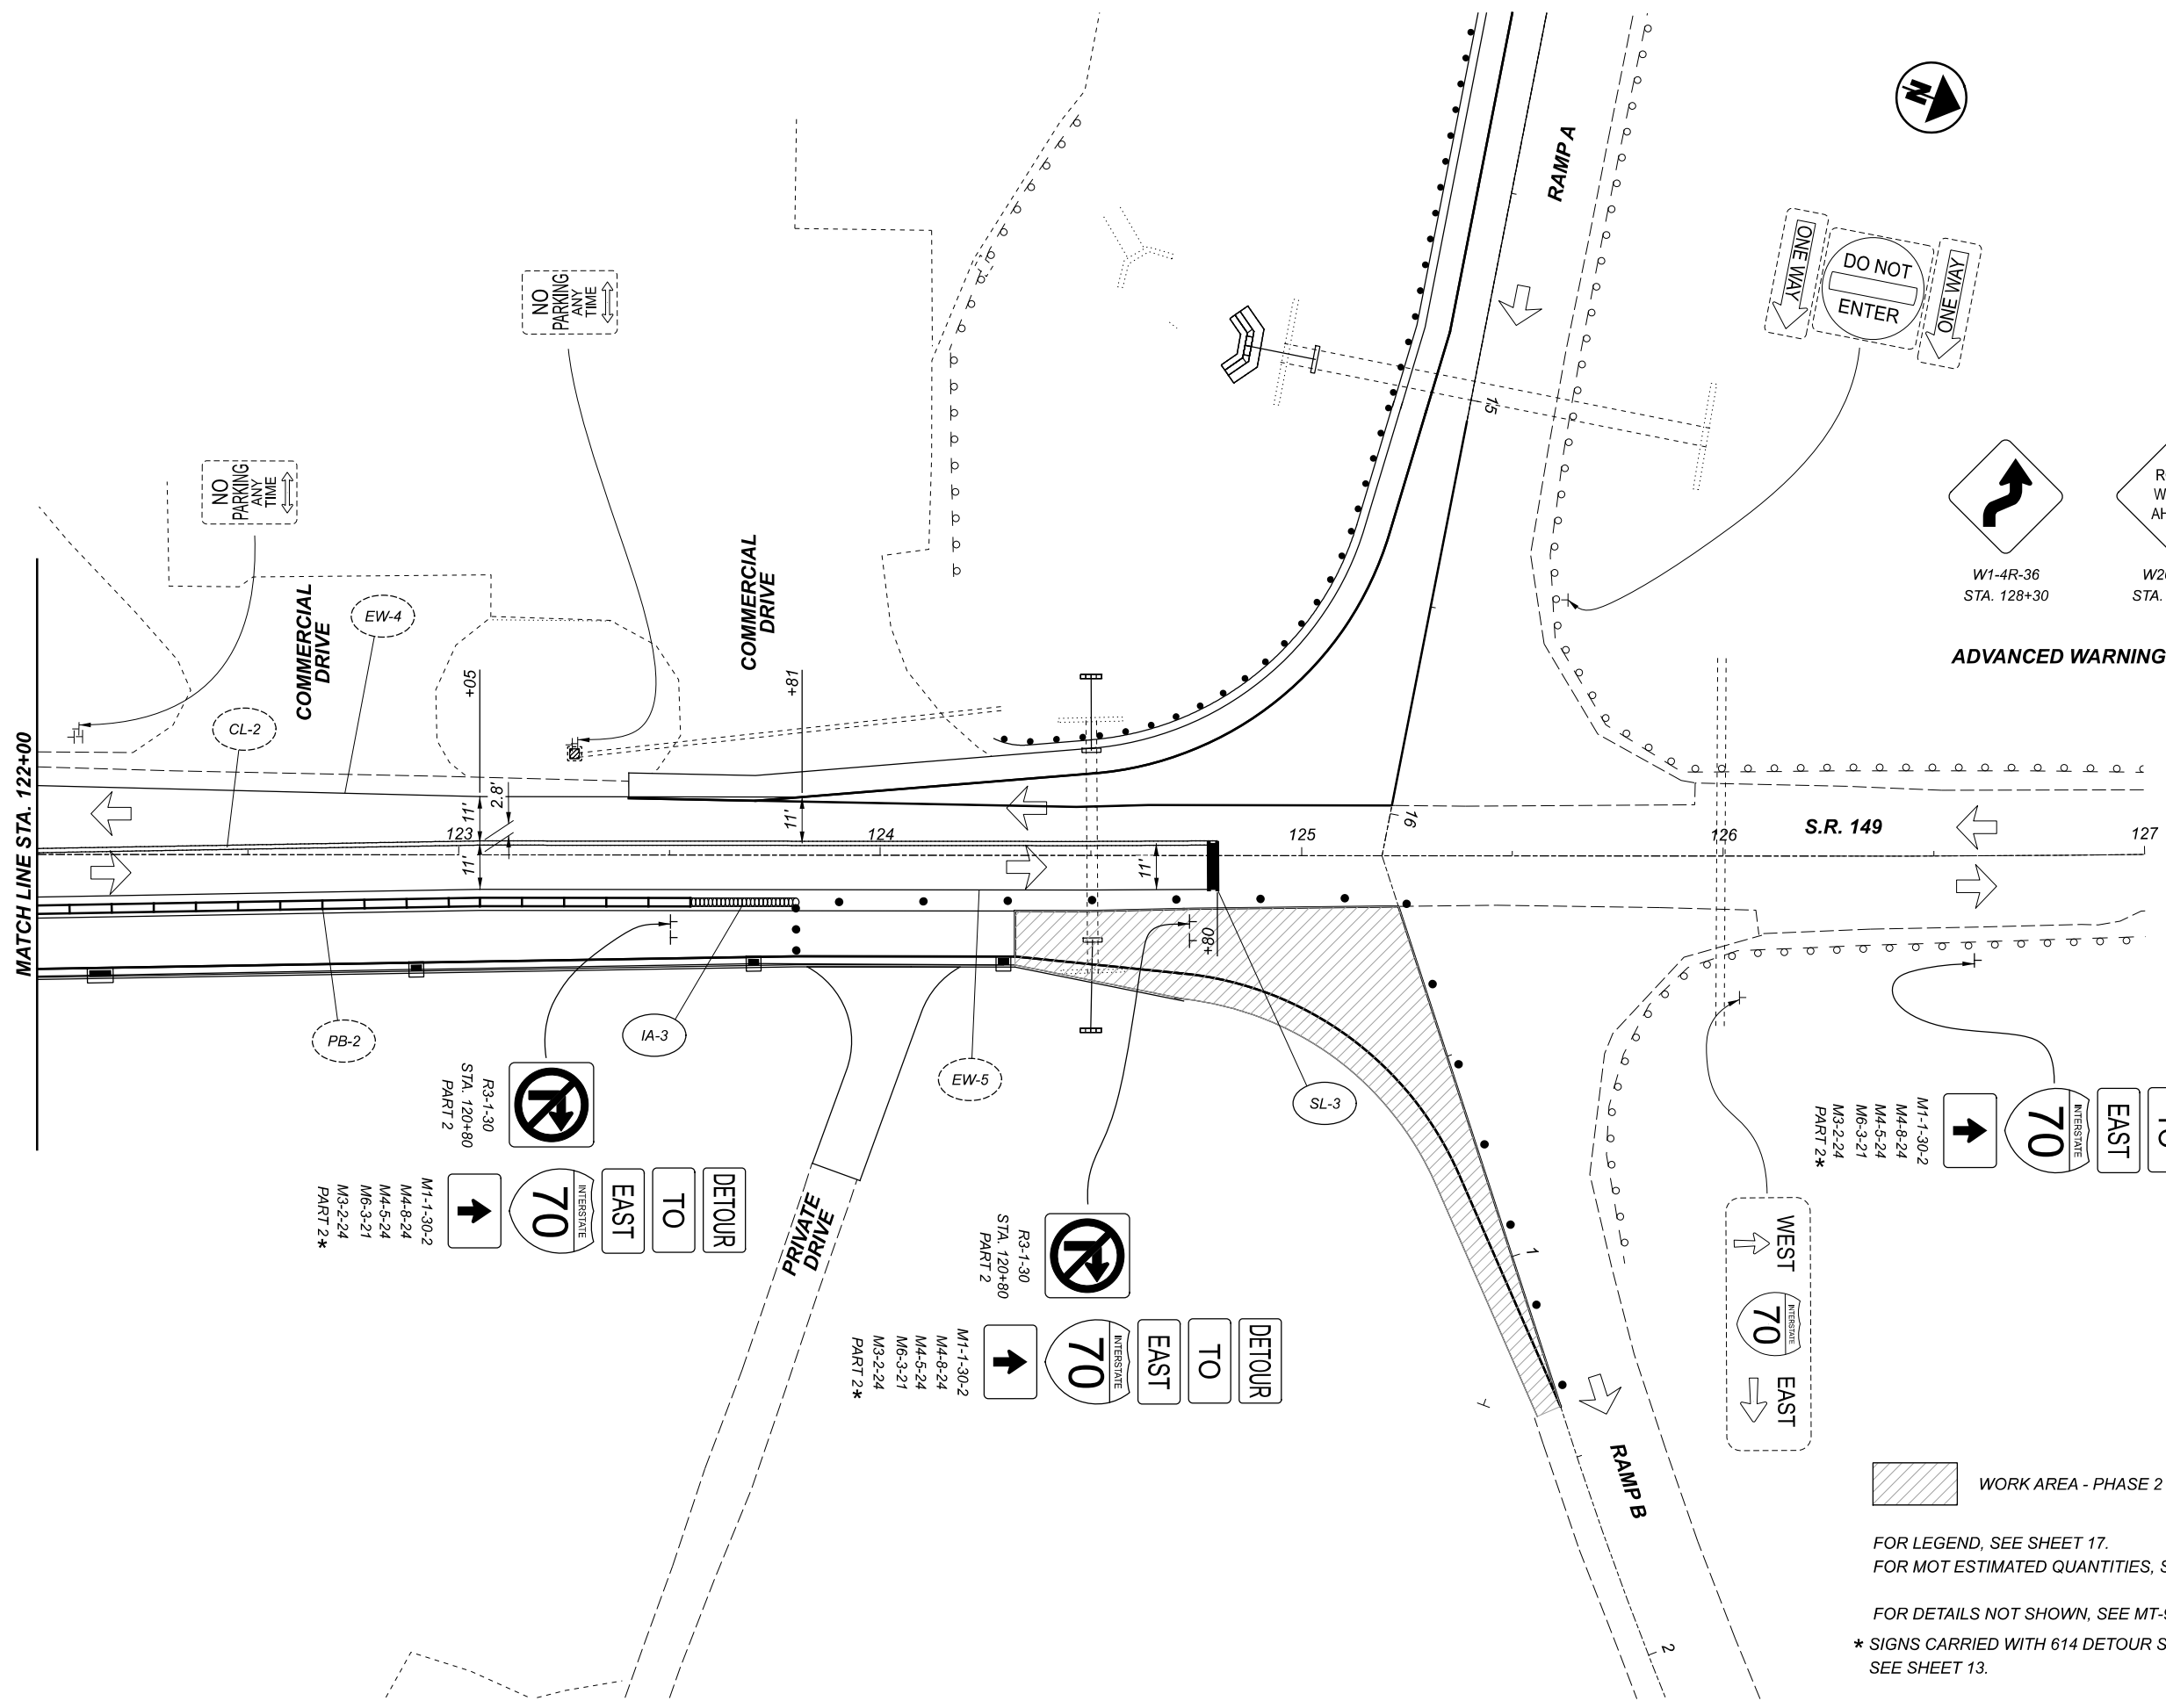 RAMP A
N
ONE WAY
DO NOT
ENTER
ONE WAY
NO
PARKING
ANY
TIME
15
NO
PARKING
ANY
TIME
W1-4R-36
STA. 128+30
STA.
ADVANCED WARNING
COMMERCIAL
DRIVE
EW-4
COMMERCIAL
DRIVE
CL-2
+05
+81
MATCH LINE STA. 122+00
11'
2.8'
11'
11'
11'
123
124
125
16
126
S.R. 149
127
+80
PB-2
IA-3
EW-5
SL-3
R3-1-30
STA. 120+80
PART 2
DETOUR
TO
EAST
INTERSTATE
70
M1-1-30-2
M4-8-24
M4-5-24
M6-3-21
M3-2-24
PART 2*
PRIVATE
DRIVE
R3-1-30
STA. 120+80
PART 2
DETOUR
TO
EAST
INTERSTATE
70
M1-1-30-2
M4-8-24
M4-5-24
M6-3-21
M3-2-24
PART 2*
EAST
INTERSTATE
70
M1-1-30-2
M4-8-24
M4-5-24
M6-3-21
M3-2-24
PART 2*
WEST
INTERSTATE
70
EAST
1
RAMP B
2
WORK AREA - PHASE 2
FOR LEGEND, SEE SHEET 17.
FOR MOT ESTIMATED QUANTITIES,
FOR DETAILS NOT SHOWN, SEE MT-9
* SIGNS CARRIED WITH 614 DETOUR
SEE SHEET 13.